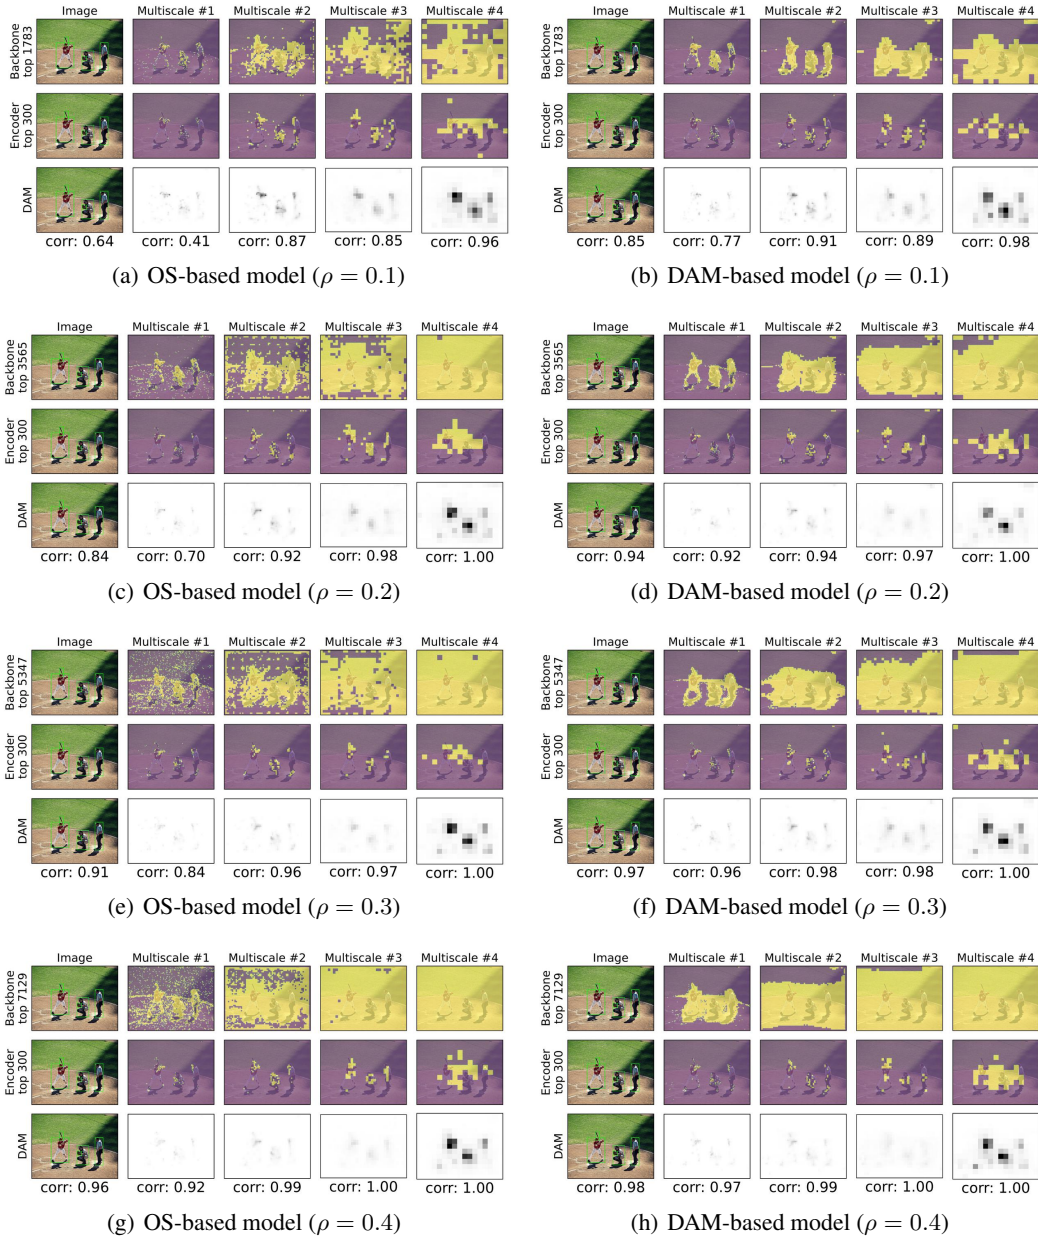 Image Multiscale #1 Multiscale #2 Multiscale #3 Multiscale #4
Backbone
top 1783
Encoder
top 300
DAM
corr: 0.64 corr: 0.41 corr: 0.87 corr: 0.85 corr: 0.96
(a) OS-based model (ρ = 0.1)
Image Multiscale #1 Multiscale #2 Multiscale #3 Multiscale #4
Backbone
top 1783
Encoder
top 300
DAM
corr: 0.85 corr: 0.77 corr: 0.91 corr: 0.89 corr: 0.98
(b) DAM-based model (ρ = 0.1)
Image Multiscale #1 Multiscale #2 Multiscale #3 Multiscale #4
Backbone
top 3565
Encoder
top 300
DAM
corr: 0.84 corr: 0.70 corr: 0.92 corr: 0.98 corr: 1.00
(c) OS-based model (ρ = 0.2)
Image Multiscale #1 Multiscale #2 Multiscale #3 Multiscale #4
Backbone
top 3565
Encoder
top 300
DAM
corr: 0.94 corr: 0.92 corr: 0.94 corr: 0.97 corr: 1.00
(d) DAM-based model (ρ = 0.2)
Image Multiscale #1 Multiscale #2 Multiscale #3 Multiscale #4
Backbone
top 5347
Encoder
top 300
DAM
corr: 0.91 corr: 0.84 corr: 0.96 corr: 0.97 corr: 1.00
(e) OS-based model (ρ = 0.3)
Image Multiscale #1 Multiscale #2 Multiscale #3 Multiscale #4
Backbone
top 5347
Encoder
top 300
DAM
corr: 0.97 corr: 0.96 corr: 0.98 corr: 0.98 corr: 1.00
(f) DAM-based model (ρ = 0.3)
Image Multiscale #1 Multiscale #2 Multiscale #3 Multiscale #4
Backbone
top 7129
Encoder
top 300
DAM
corr: 0.96 corr: 0.92 corr: 0.99 corr: 1.00 corr: 1.00
(g) OS-based model (ρ = 0.4)
Image Multiscale #1 Multiscale #2 Multiscale #3 Multiscale #4
Backbone
top 7129
Encoder
top 300
DAM
corr: 0.98 corr: 0.97 corr: 0.99 corr: 1.00 corr: 1.00
(h) DAM-based model (ρ = 0.4)